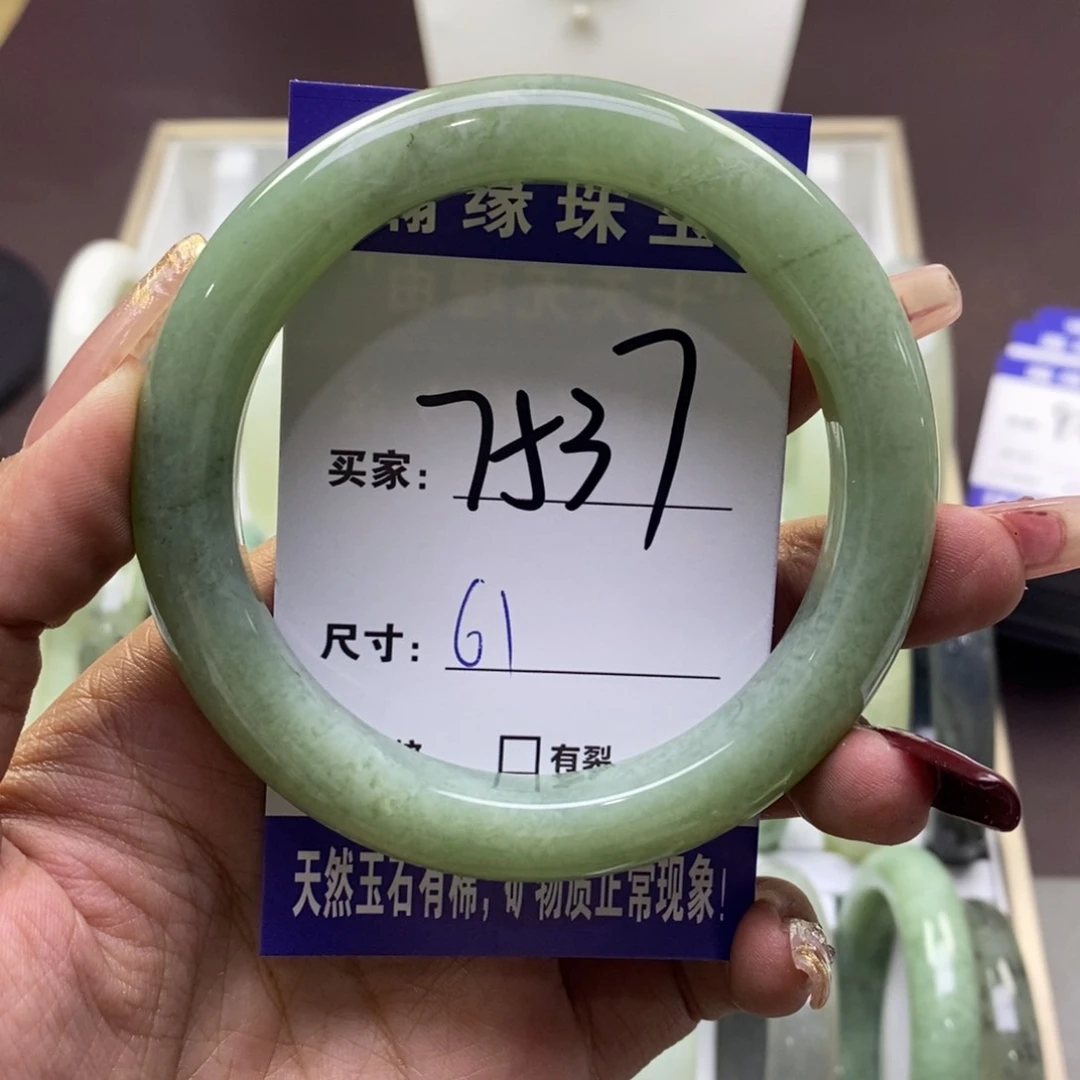 缘珠宝
买家: 7537
尺寸: 61
□有裂
天然玉石有棉,矿物质正常现象!